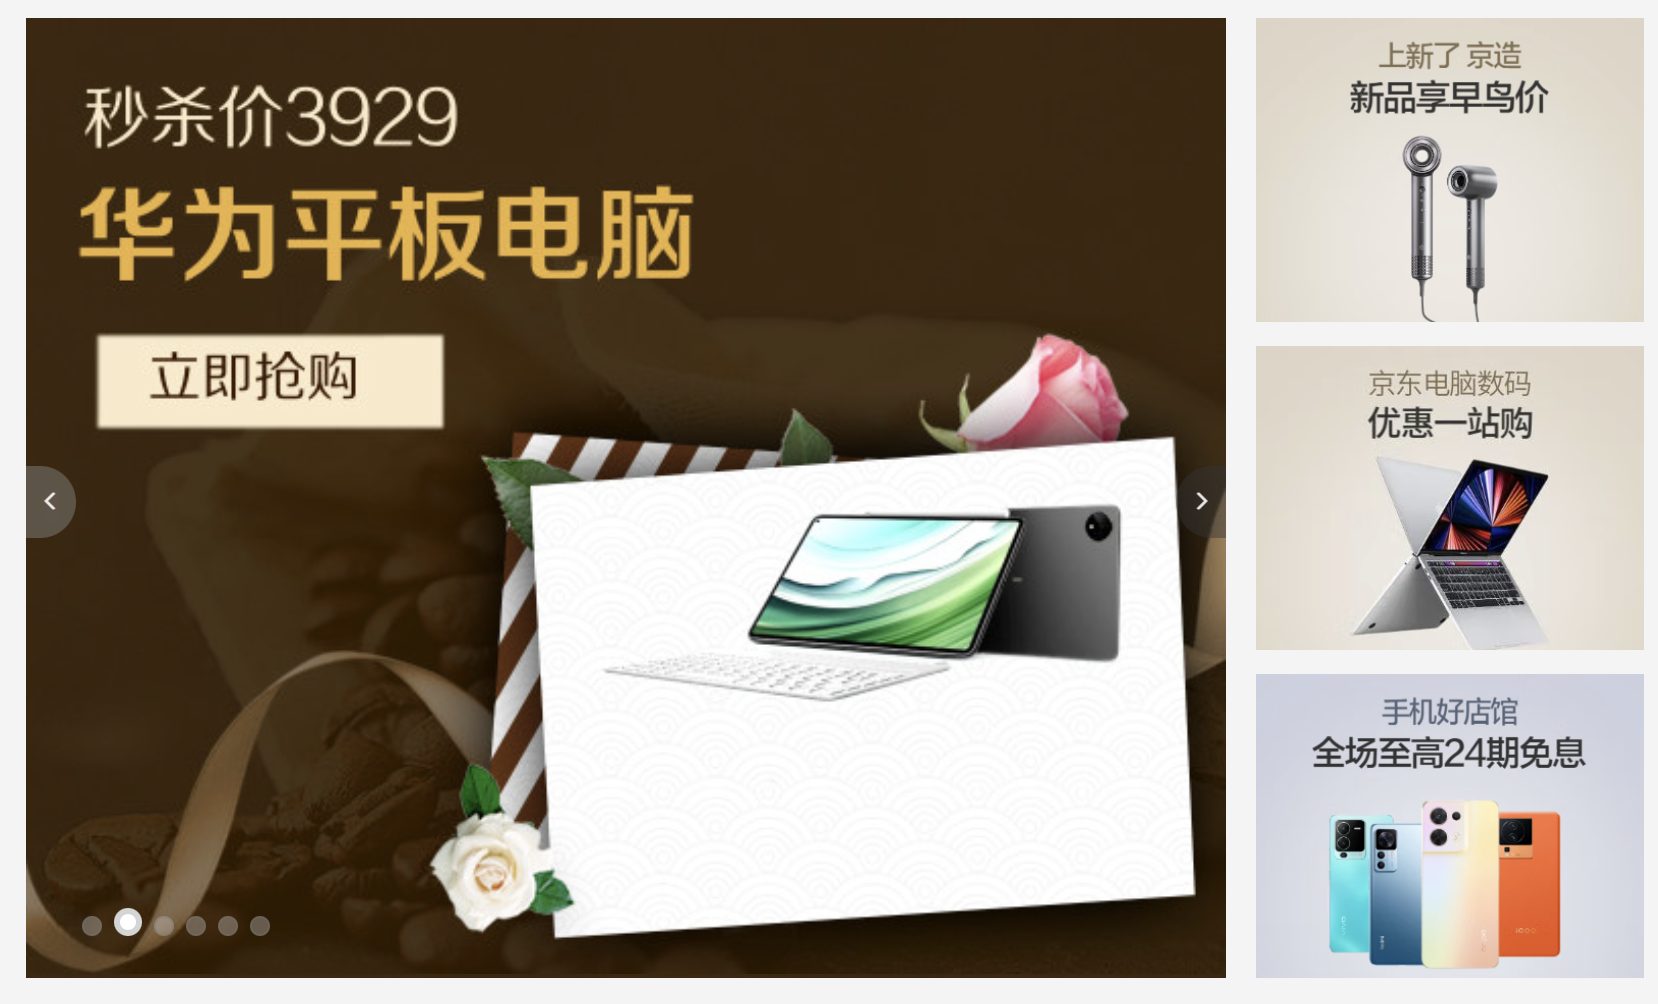 秒杀价3929
华为平板电脑
立即抢购
上新了 京造
新品享早鸟价
京东电脑数码
优惠一站购
手机好店馆
全场至高24期免息
iQOO